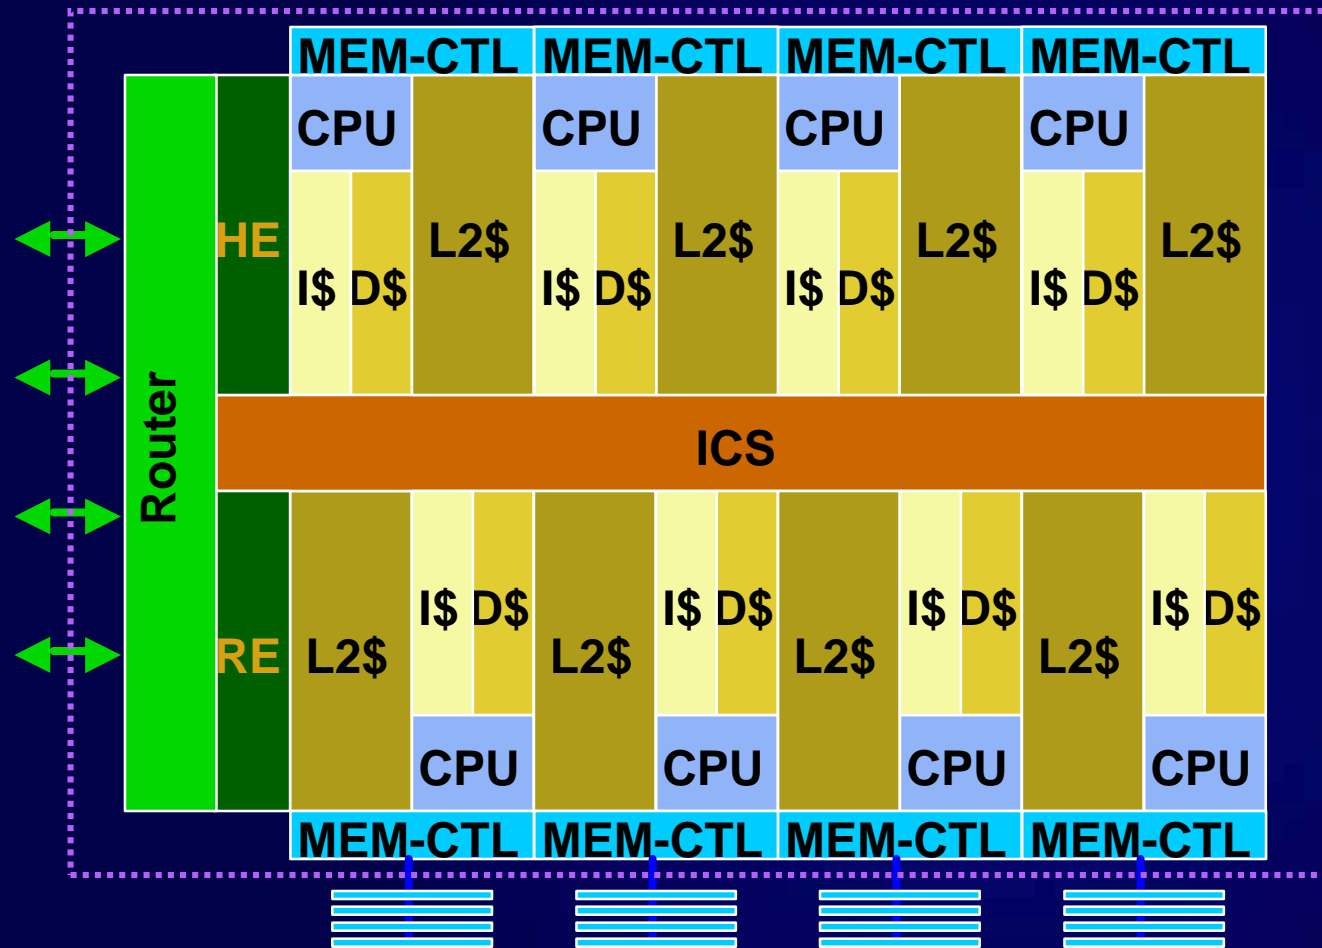 MEM-CTL MEM-CTL MEM-CTL MEM-CTL
CPU CPU CPU CPU
HE L2$ L2$ L2$ L2$
I$ D$ I$ D$ I$ D$ I$ D$
Router
ICS
I$ D$ I$ D$ I$ D$ I$ D$
RE L2$ L2$ L2$ L2$
CPU CPU CPU CPU
MEM-CTL MEM-CTL MEM-CTL MEM-CTL